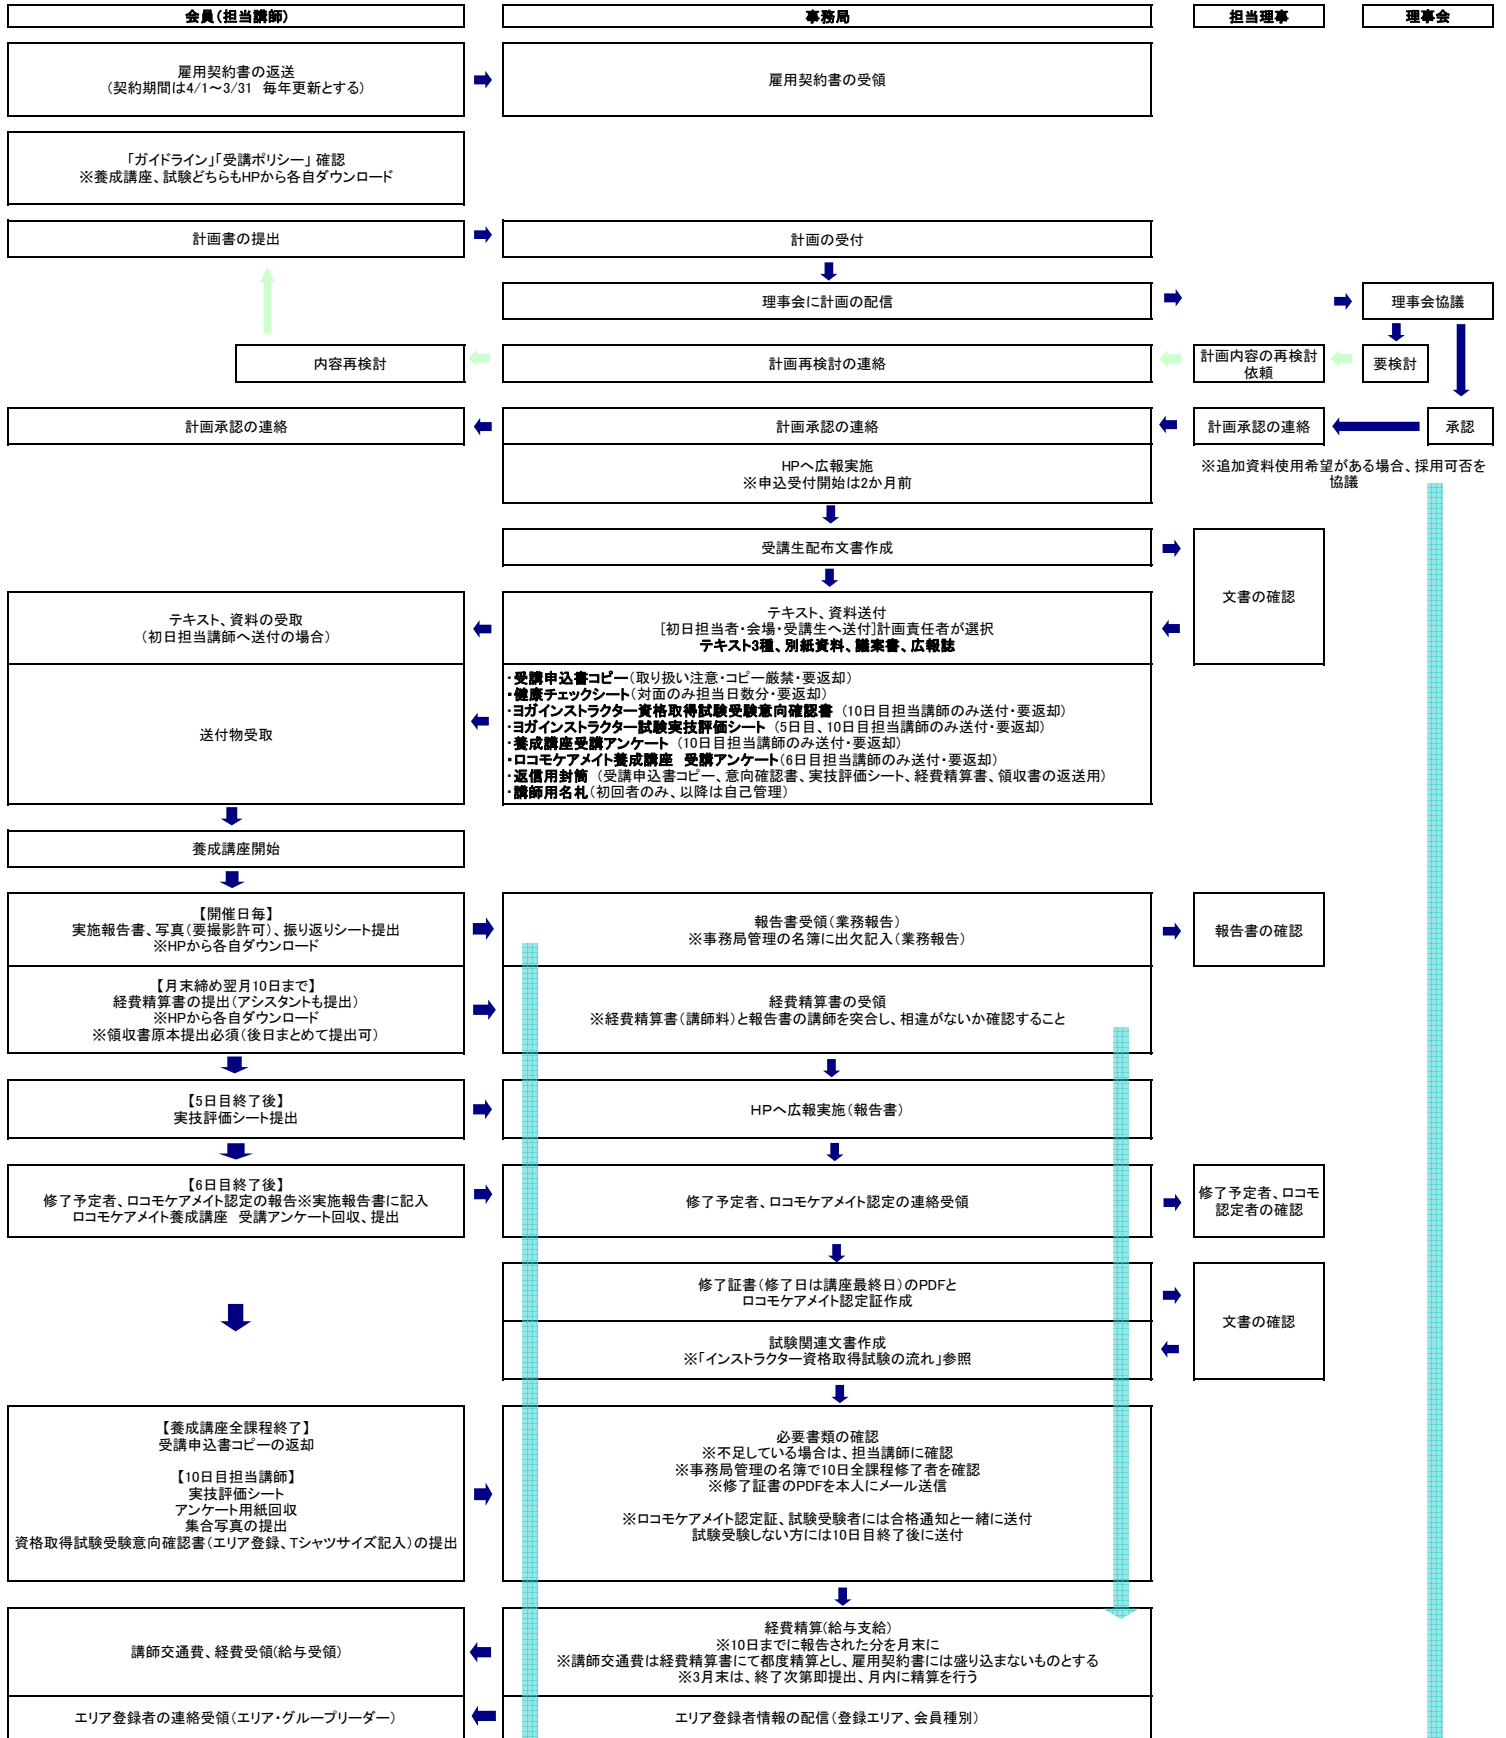 会員(担当講師)
事務局
担当理事
理事会
雇用契約書の返送
(契約期間は4/1～3/31　毎年更新とする)
雇用契約書の受領
「ガイドライン」「受講ポリシー」 確認
※養成講座、試験どちらもHPから各自ダウンロード
計画書の提出
計画の受付
理事会に計画の配信
理事会協議
内容再検討
計画再検討の連絡
計画内容の再検討
依頼
要検討
計画承認の連絡
計画承認の連絡
計画承認の連絡
承認
HPへ広報実施
※申込受付開始は2か月前
※追加資料使用希望がある場合、採用可否を
協議
受講生配布文書作成
文書の確認
テキスト、資料の受取
(初日担当講師へ送付の場合)
テキスト、資料送付
[初日担当者・会場・受講生へ送付]計画責任者が選択
テキスト3種、別紙資料、議案書、広報誌
送付物受取
・受講申込書コピー(取り扱い注意・コピー厳禁・要返却)
・健康チェックシート(対面のみ担当日数分・要返却)
・ヨガインストラクター資格取得試験受験意向確認書 (10日目担当講師のみ送付・要返却)
・ヨガインストラクター試験実技評価シート (5日目、10日目担当講師のみ送付・要返却)
・養成講座受講アンケート (10日目担当講師のみ送付・要返却)
・ロコモケアメイト養成講座　受講アンケート(6日目担当講師のみ送付・要返却)
・返信用封筒 (受講申込書コピー、意向確認書、実技評価シート、経費精算書、領収書の返送用)
・講師用名札(初回者のみ、以降は自己管理)
養成講座開始
【開催日毎】
実施報告書、写真(要撮影許可)、振り返りシート提出
※HPから各自ダウンロード
報告書受領(業務報告)
※事務局管理の名簿に出欠記入(業務報告)
報告書の確認
【月末締め翌月10日まで】
経費精算書の提出(アシスタントも提出)
※HPから各自ダウンロード
※領収書原本提出必須(後日まとめて提出可)
経費精算書の受領
※経費精算書(講師料)と報告書の講師を突合し、相違がないか確認すること
【5日目終了後】
実技評価シート提出
HPへ広報実施(報告書)
【6日目終了後】
修了予定者、ロコモケアメイト認定の報告※実施報告書に記入
ロコモケアメイト養成講座　受講アンケート回収、提出
修了予定者、ロコモケアメイト認定の連絡受領
修了予定者、ロコモ
認定者の確認
修了証書(修了日は講座最終日)のPDFと
ロコモケアメイト認定証作成
文書の確認
試験関連文書作成
※「インストラクター資格取得試験の流れ」参照
【養成講座全課程終了】
受講申込書コピーの返却
【10日目担当講師】
実技評価シート
アンケート用紙回収
集合写真の提出
資格取得試験受験意向確認書(エリア登録、Tシャツサイズ記入)の提出
必要書類の確認
※不足している場合は、担当講師に確認
※事務局管理の名簿で10日全課程修了者を確認
※修了証書のPDFを本人にメール送信
※ロコモケアメイト認定証、試験受験者には合格通知と一緒に送付
試験受験しない方には10日目終了後に送付
講師交通費、経費受領(給与受領)
経費精算(給与支給)
※10日までに報告された分を月末に
※講師交通費は経費精算書にて都度精算とし、雇用契約書には盛り込まないものとする
※3月末は、終了次第即提出、月内に精算を行う
エリア登録者の連絡受領(エリア・グループリーダー)
エリア登録者情報の配信(登録エリア、会員種別)